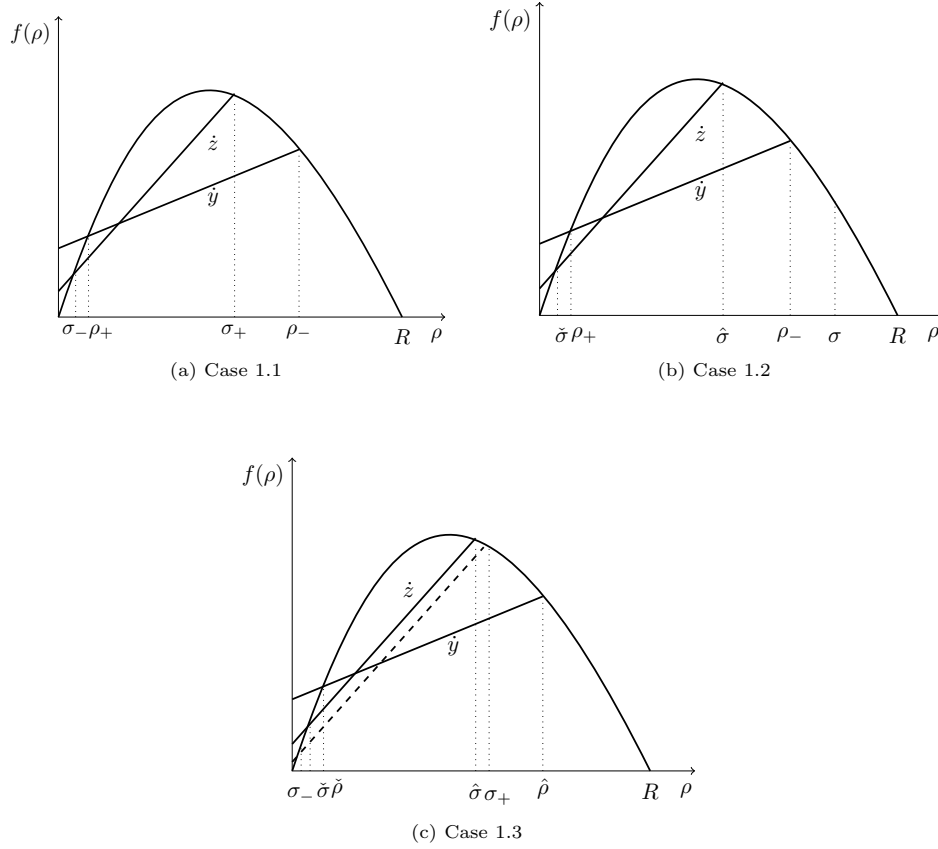 f(ρ)
ż
ẏ
σ₋ ρ₊ σ₊ ρ₋ R ρ
(a) Case 1.1
f(ρ)
ż
ẏ
σ̌ ρ₊ σ̂ ρ₋ σ R ρ
(b) Case 1.2
f(ρ)
ż
ẏ
σ₋ σ̌ ρ̌ σ̂ σ₊ ρ̂ R ρ
(c) Case 1.3